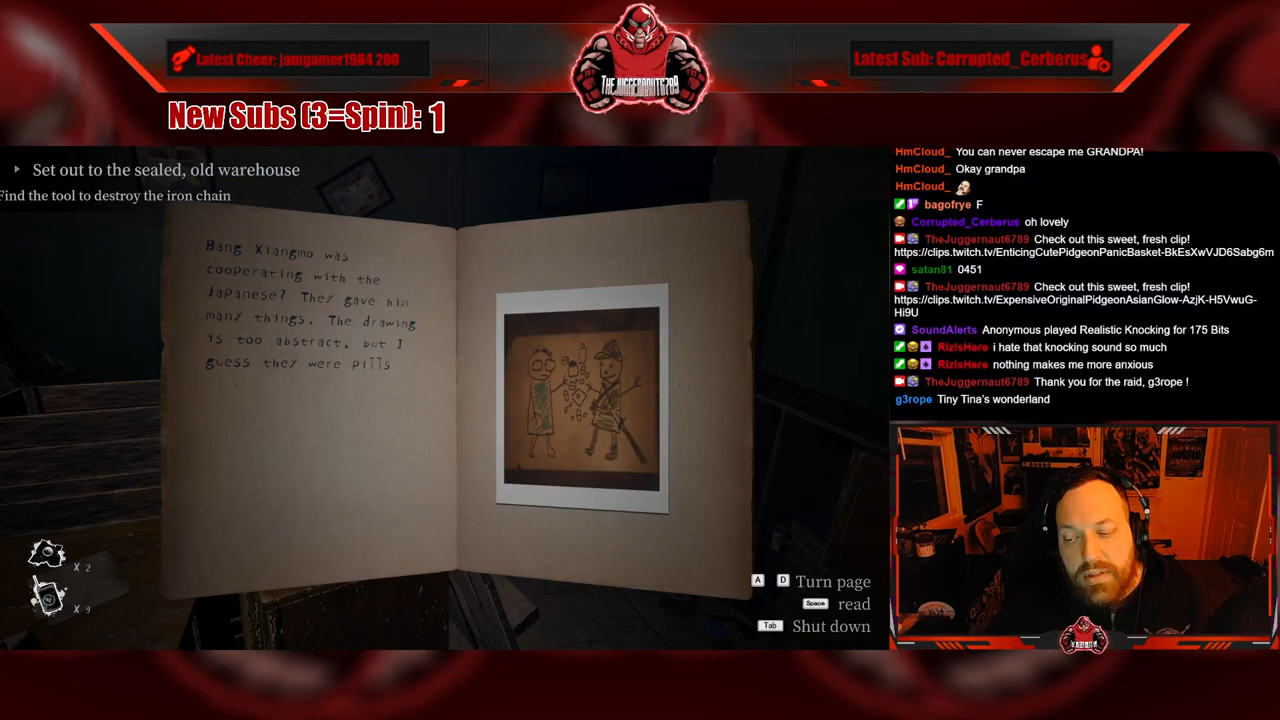 Latest Cheer: jamgamer1984 200
THEJUGGERNAUT6789
Latest Sub: Corrupted_Cerberus
New Subs (3=Spin): 1
Set out to the sealed, old warehouse
Find the tool to destroy the iron chain
Bang Xiangmo was
cooperating with the
Japanese? They gave him
many things. The drawing
is too abstract, but I
guess they were pills
X 2
X 9
A D Turn page
Space read
Tab Shut down
HmCloud_ You can never escape me GRANDPA!
HmCloud_ Okay grandpa
HmCloud_
bagofrye F
Corrupted_Cerberus oh lovely
TheJuggernaut6789 Check out this sweet, fresh clip!
https://clips.twitch.tv/EnticingCutePidgeonPanicBasket-BkEsXwVJD6Sabg6m
satan81 0451
TheJuggernaut6789 Check out this sweet, fresh clip!
https://clips.twitch.tv/ExpensiveOriginalPidgeonAsianGlow-AzjK-H5VwuG-
Hi9U
SoundAlerts Anonymous played Realistic Knocking for 175 Bits
RizIsHere i hate that knocking sound so much
RizIsHere nothing makes me more anxious
TheJuggernaut6789 Thank you for the raid, g3rope !
g3rope Tiny Tina's wonderland